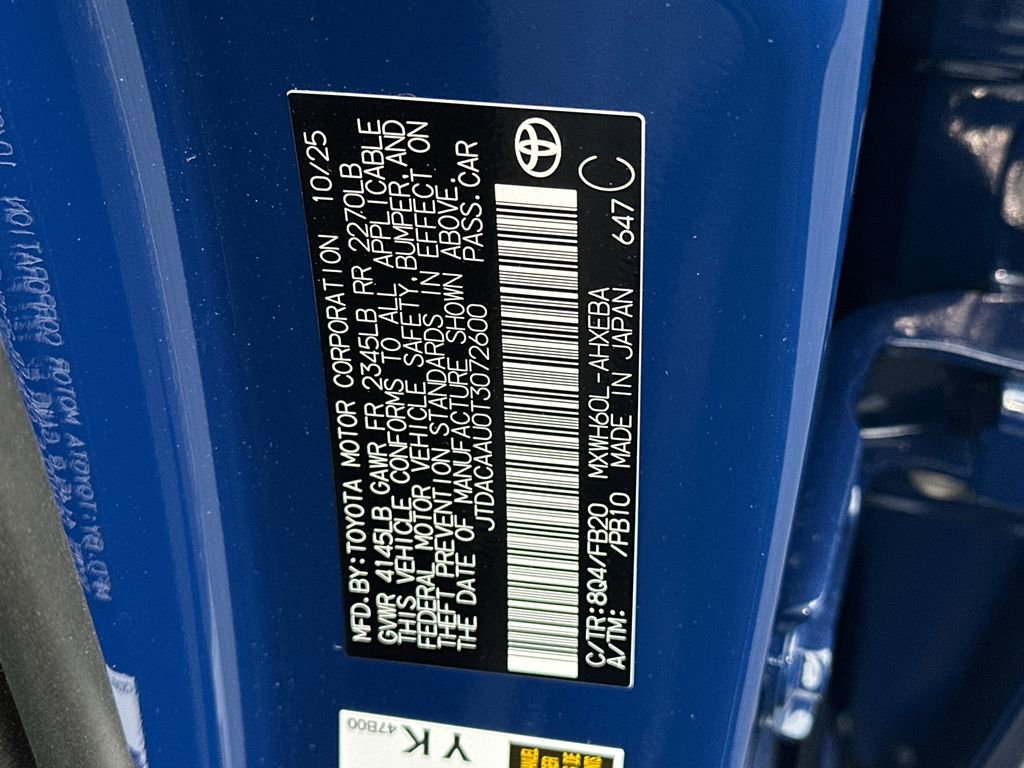 MFD.BY:TOYOTA MOTOR CORPORATION 10/25
GVWR 4145LB GAWR FR 2345LB RR 2270LB
THIS VEHICLE CONFORMS TO ALL APPLICABLE
FEDERAL MOTOR VEHICLE SAFETY,BUMPER,AND
THEFT PREVENTION STANDARDS IN EFFECT ON
THE DATE OF MANUFACTURE SHOWN ABOVE.
JTDACAAU0T3072600 PASS.CAR
C/TR:8Q4/FB20 MXWH60L-AHXEBA
A/TM: /PB10 MADE IN JAPAN 647 C
YK
47B00